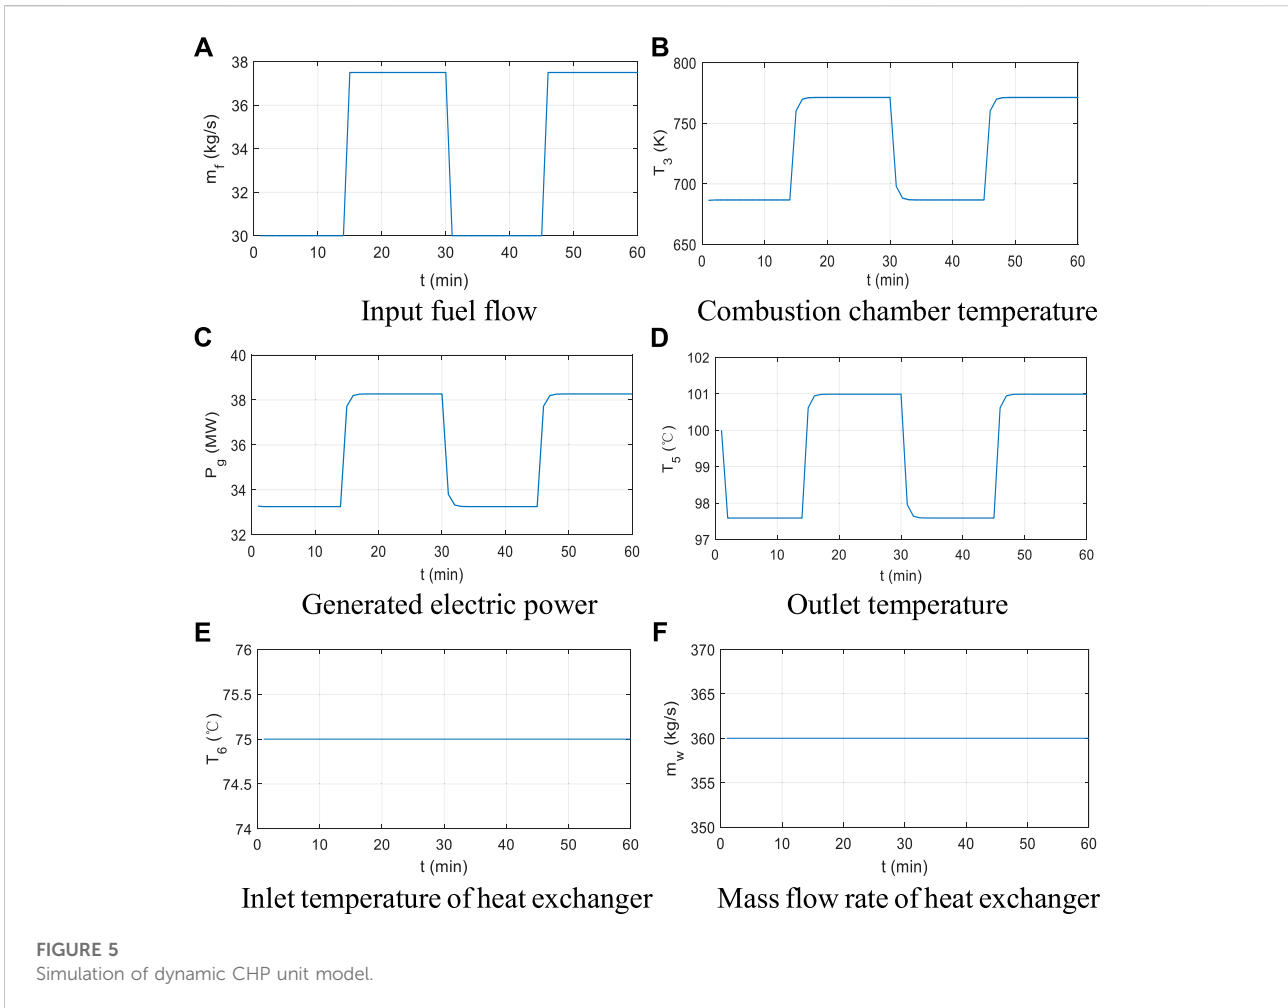 A
38
36
34
32
30
m_f (kg/s)
0 10 20 30 40 50 60
t (min)
Input fuel flow
B
800
750
700
650
T_3 (K)
0 10 20 30 40 50 60
t (min)
Combustion chamber temperature
C
40
38
36
34
32
P_g (MW)
0 10 20 30 40 50 60
t (min)
Generated electric power
D
102
101
100
99
98
97
T_5 (℃)
0 10 20 30 40 50 60
t (min)
Outlet temperature
E
76
75.5
75
74.5
74
T_6 (℃)
0 10 20 30 40 50 60
t (min)
Inlet temperature of heat exchanger
F
370
365
360
355
350
m_w (kg/s)
0 10 20 30 40 50 60
t (min)
Mass flow rate of heat exchanger
FIGURE 5
Simulation of dynamic CHP unit model.